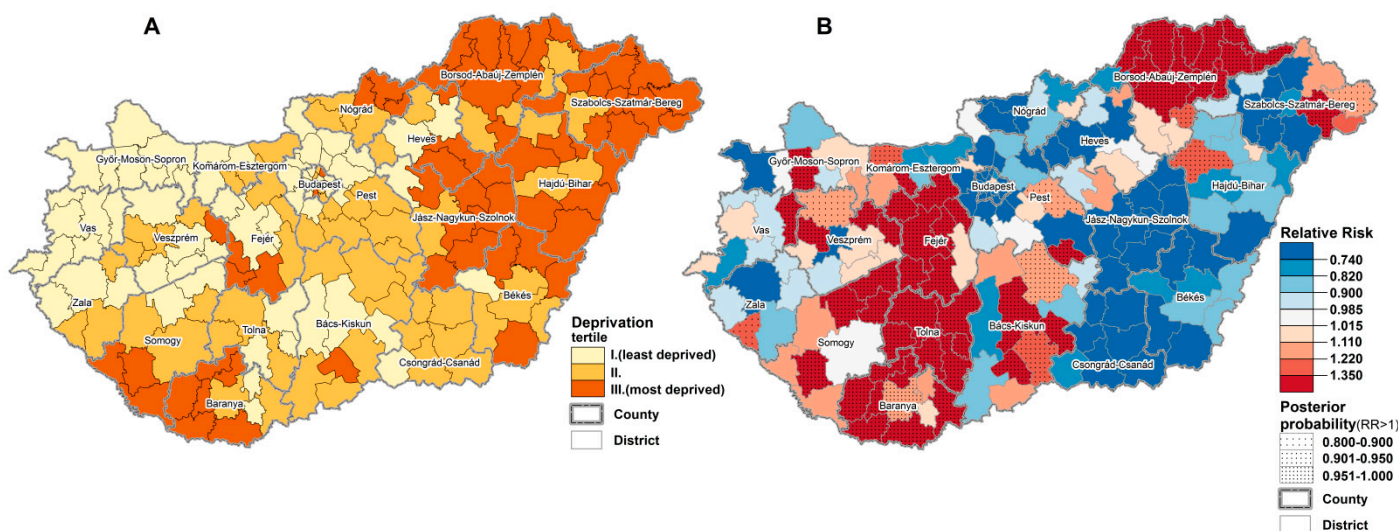 A
Borsod-Abaúj-Zemplén
Szabolcs-Szatmár-Bereg
Nógrád
Heves
Győr-Moson-Sopron
Komárom-Esztergom
Budapest
Hajdú-Bihar
Pest
Jász-Nagykun-Szolnok
Vas
Veszprém
Fejér
Zala
Békés
Somogy
Tolna
Bács-Kiskun
Csongrád-Csanád
Baranya
Deprivation
tertile
I.(least deprived)
II.
III.(most deprived)
County
District
B
Borsod-Abaúj-Zemplén
Szabolcs-Szatmár-Bereg
Nógrád
Heves
Győr-Moson-Sopron
Komárom-Esztergom
Budapest
Hajdú-Bihar
Pest
Jász-Nagykun-Szolnok
Vas
Veszprém
Fejér
Zala
Békés
Somogy
Tolna
Bács-Kiskun
Csongrád-Csanád
Baranya
Relative Risk
0.740
0.820
0.900
0.985
1.015
1.110
1.220
1.350
Posterior
probability(RR>1)
0.800-0.900
0.901-0.950
0.951-1.000
County
District